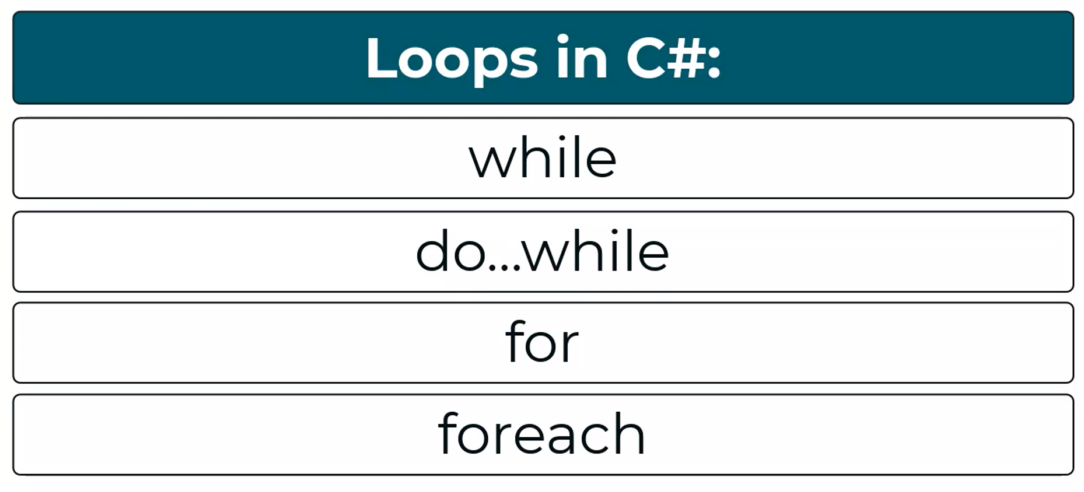 Loops in C#:
while
do...while
for
foreach